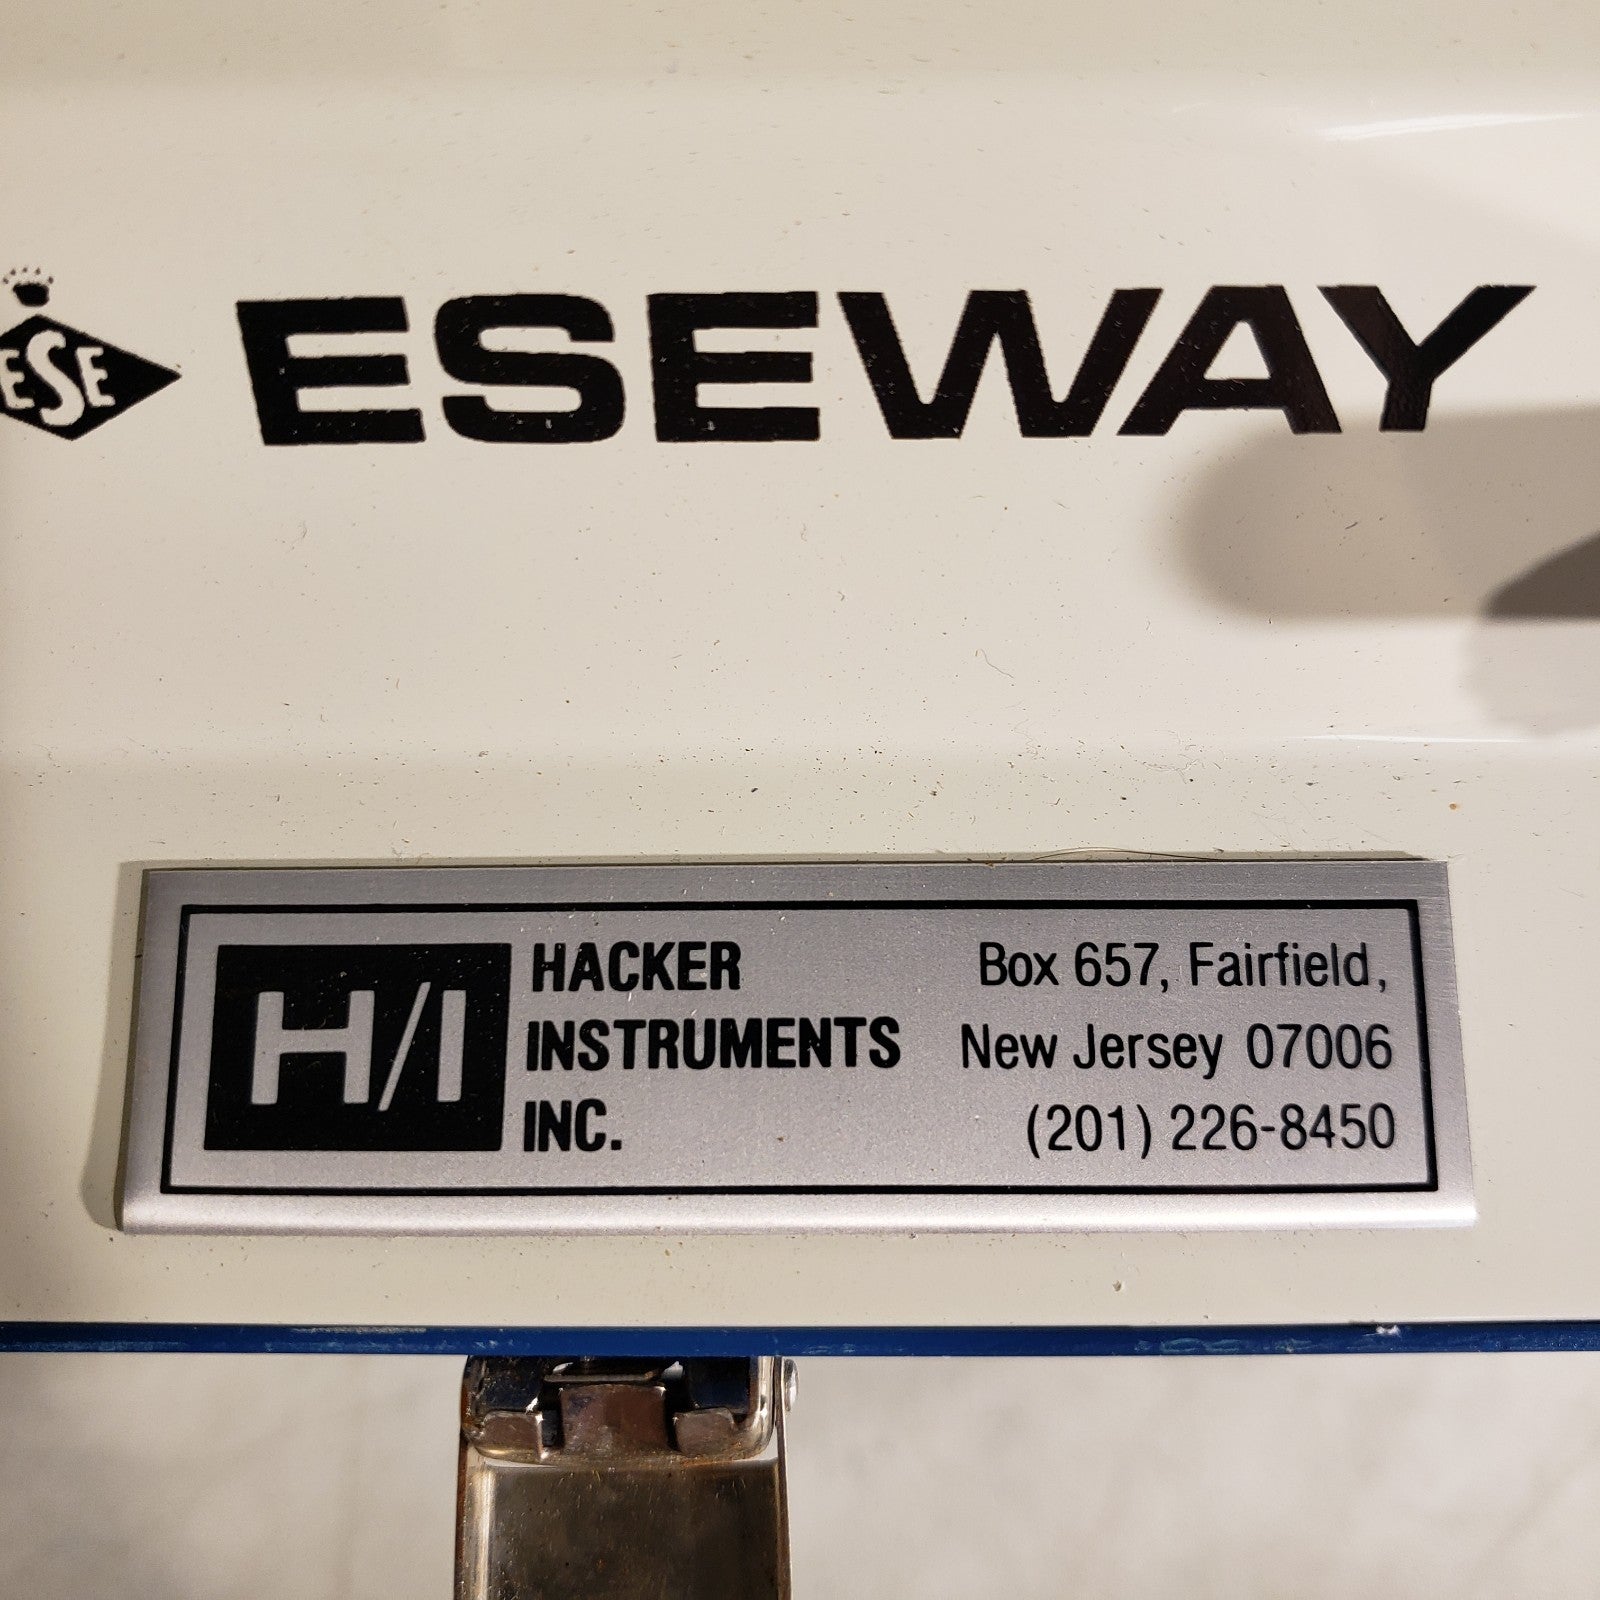 ESE ESEWAY
H/I
HACKER
INSTRUMENTS
INC.
Box 657, Fairfield,
New Jersey 07006
(201) 226-8450